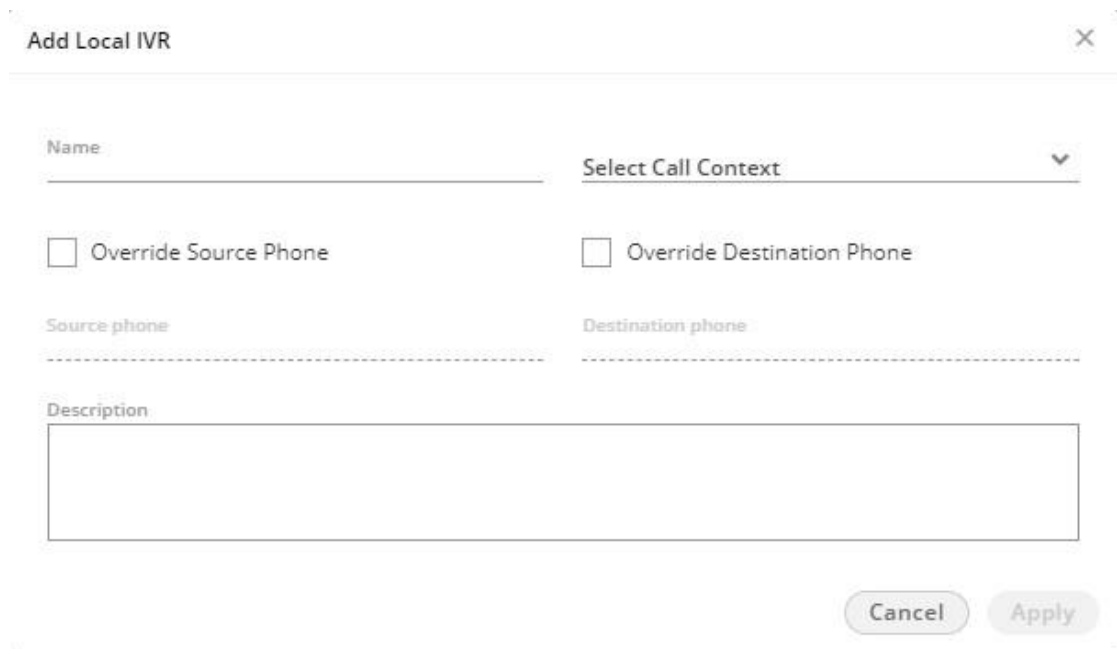 Add Local IVR
Name
Select Call Context
Override Source Phone
Override Destination Phone
Source phone
Destination phone
Description
Cancel
Apply